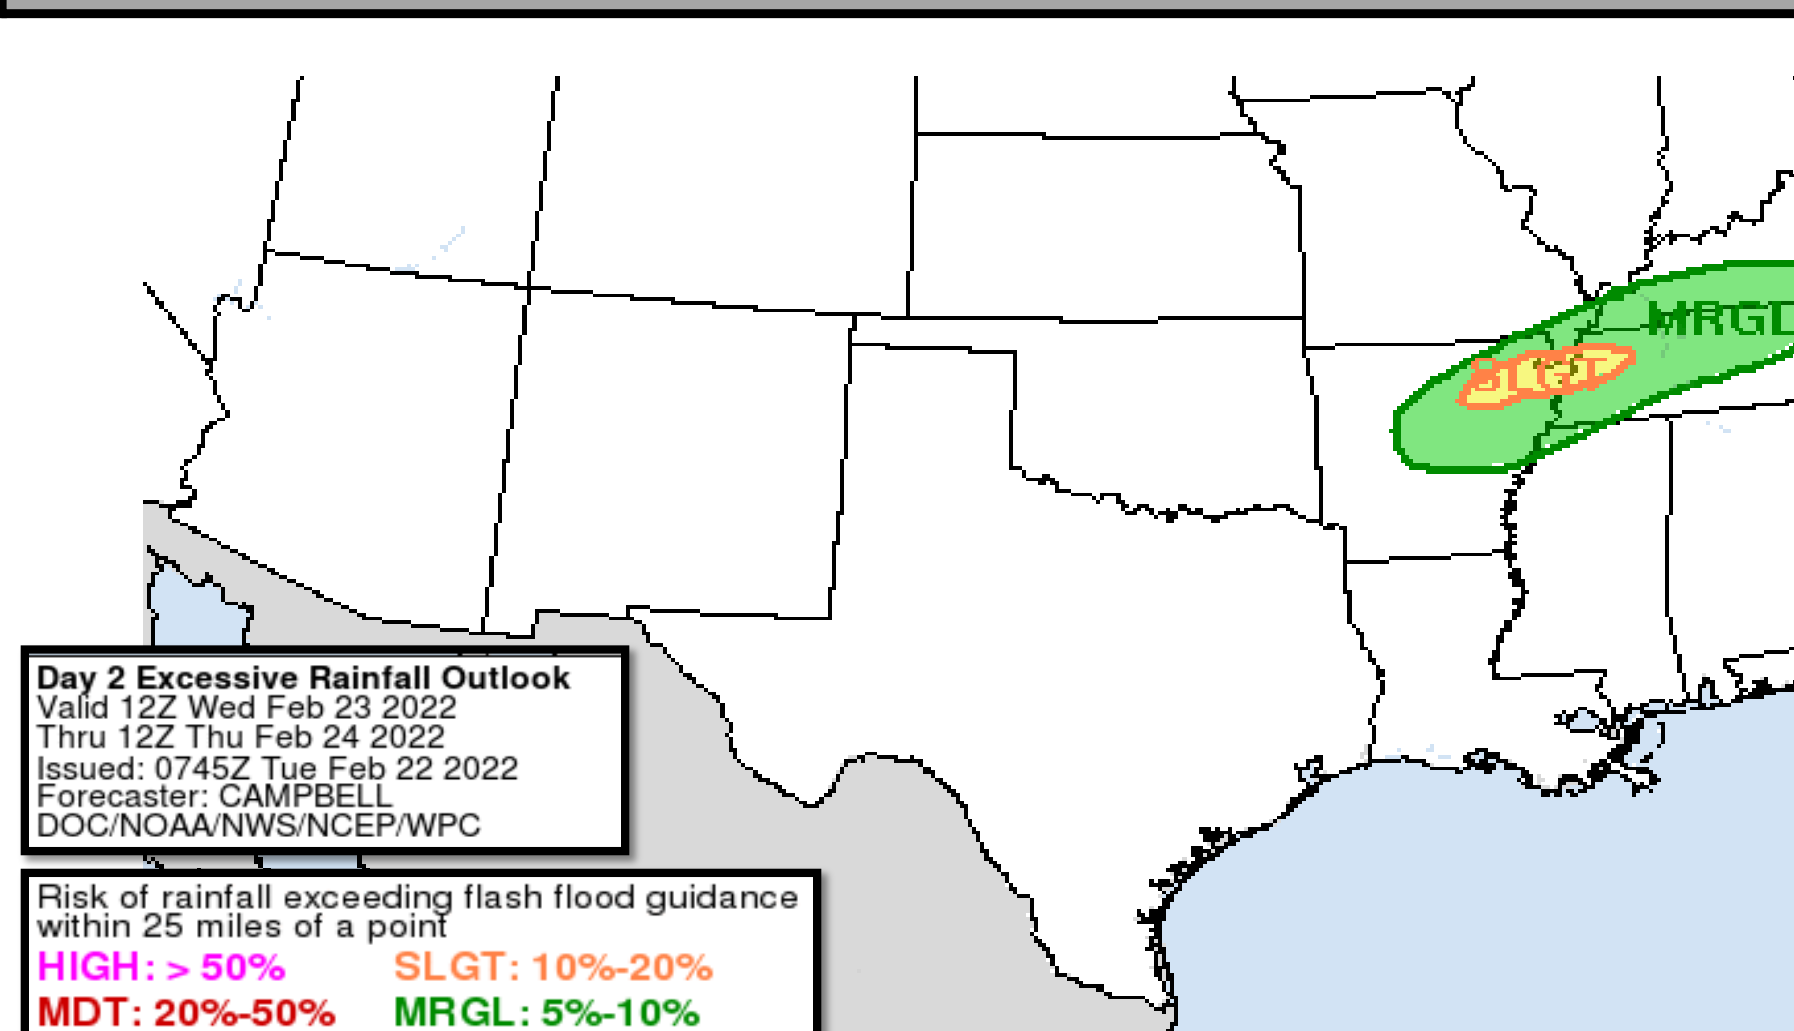 MRGL
SLGT
Day 2 Excessive Rainfall Outlook
Valid 12Z Wed Feb 23 2022
Thru 12Z Thu Feb 24 2022
Issued: 0745Z Tue Feb 22 2022
Forecaster: CAMPBELL
DOC/NOAA/NWS/NCEP/WPC
Risk of rainfall exceeding flash flood guidance
within 25 miles of a point
HIGH: > 50% SLGT: 10%-20%
MDT: 20%-50% MRGL: 5%-10%